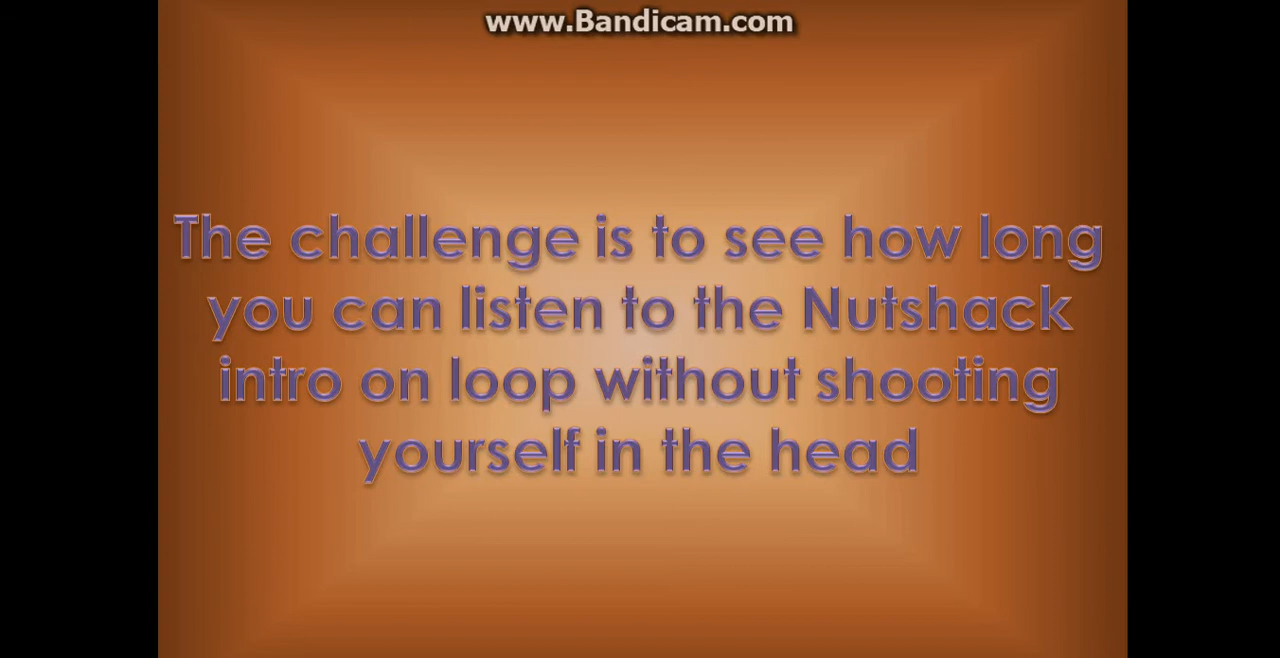 www.Bandicam.com
The challenge is to see how long
you can listen to the Nutshack
intro on loop without shooting
yourself in the head